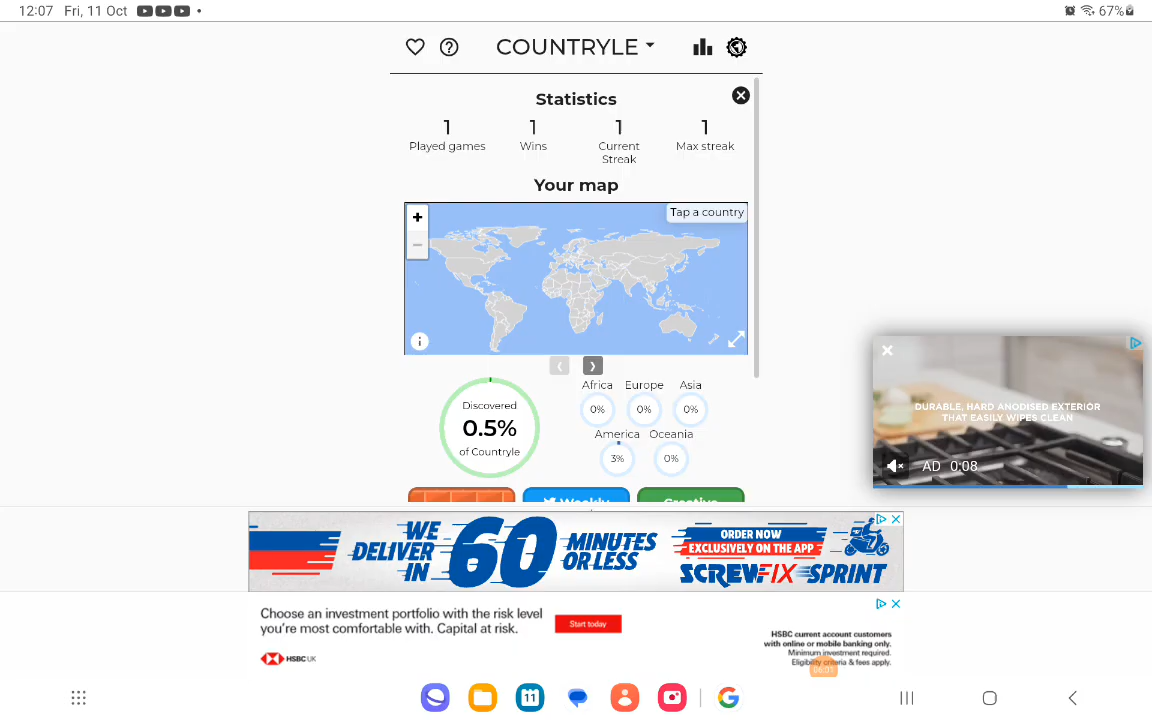 12:07 Fri, 11 Oct
67%
COUNTRYLE
Statistics
1 1 1 1
Played games Wins Current Streak Max streak
Your map
Tap a country
+
−
i
Africa Europe Asia
0% 0% 0%
America Oceania
3% 0%
Discovered
0.5%
of Countryle
Weekly Creative
DURABLE, HARD ANODISED EXTERIOR
THAT EASILY WIPES CLEAN
AD 0:08
WE DELIVER IN 60 MINUTES OR LESS
ORDER NOW
EXCLUSIVELY ON THE APP
SCREWFIX SPRINT
Choose an investment portfolio with the risk level
you're most comfortable with. Capital at risk.
Start today
HSBC UK
HSBC current account customers
with online or mobile banking only.
Minimum investment required.
Eligibility criteria & fees apply.
06:01
11